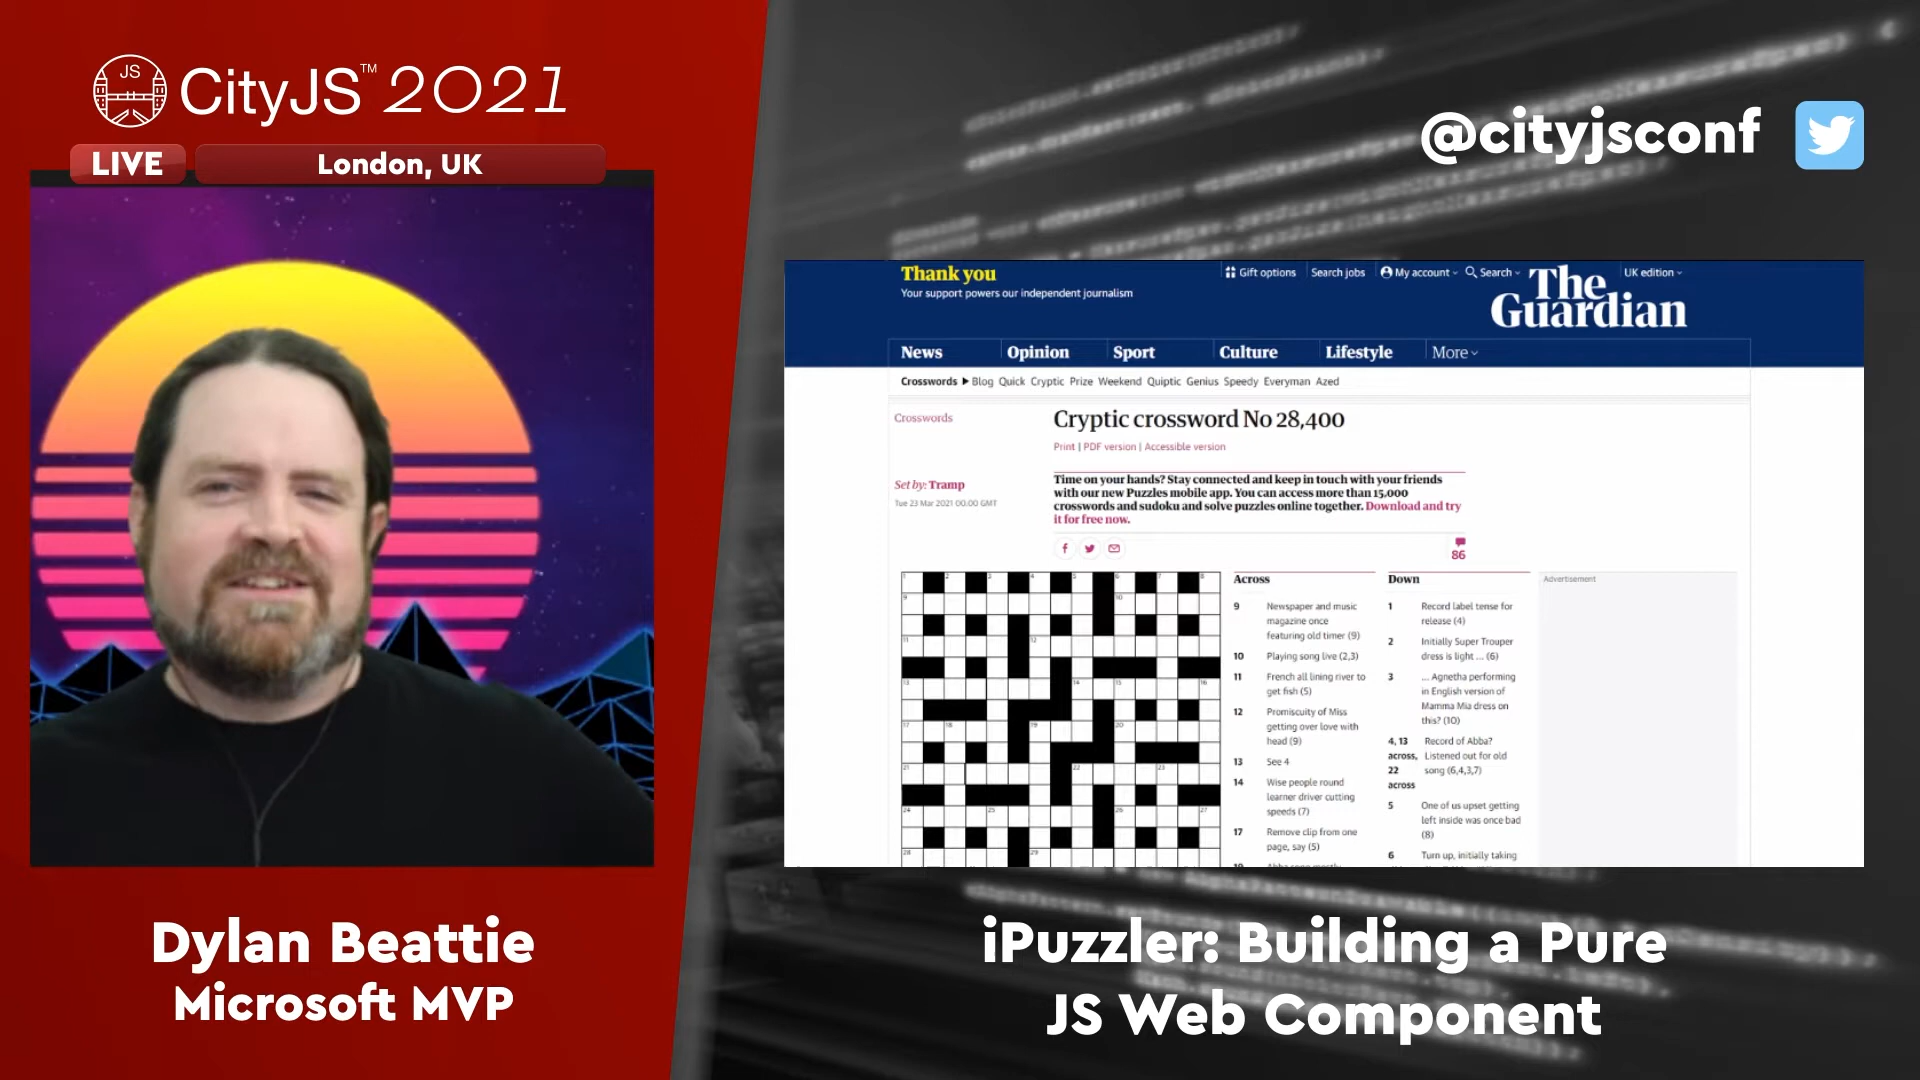 JS
CityJS™ 2021
LIVE
London, UK
@cityjsconf
Thank you
Your support powers our independent journalism
Gift options
Search jobs
My account
Search
UK edition
The
Guardian
News
Opinion
Sport
Culture
Lifestyle
More
Crosswords
Blog
Quick
Cryptic
Prize
Weekend
Quiptic
Genius
Speedy
Everyman
Azed
Crosswords
Cryptic crossword No 28,400
Print | PDF version | Accessible version
Set by: Tramp
Tue 23 Mar 2021 00.00 GMT
Time on your hands? Stay connected and keep in touch with your friends
with our new Puzzles mobile app. You can access more than 15,000
crosswords and sudoku and solve puzzles online together. Download and try
it for free now.
86
Across
9 Newspaper and music
magazine once
featuring old timer (9)
10 Playing song live (2,3)
11 French all lining river to
get fish (5)
12 Promiscuity of Miss
getting over love with
head (9)
13 See 4
14 Wise people round
learner driver cutting
speeds (7)
17 Remove clip from one
page, say (5)
Down
1 Record label tense for
release (4)
2 Initially Super Trouper
dress is light ... (6)
3 ... Agnetha performing
in English version of
Mamma Mia dress on
this? (10)
4, 13 Record of Abba?
across, Listened out for old
22 song (6,4,3,7)
across
5 One of us upset getting
left inside was once bad
(8)
6 Turn up, initially taking
Advertisement
Dylan Beattie
Microsoft MVP
iPuzzler: Building a Pure
JS Web Component